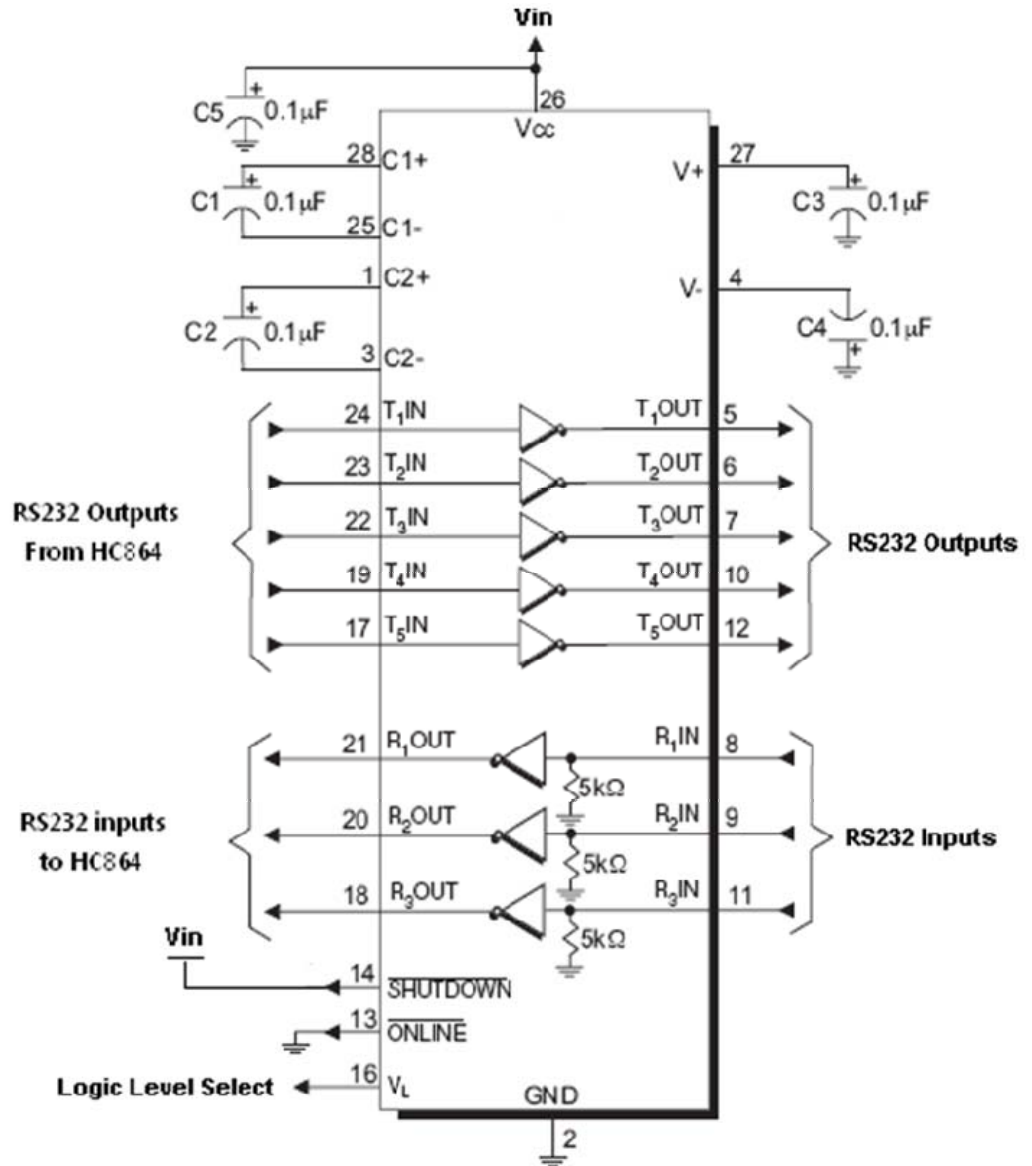 Vin
26
Vcc
C5 + 0.1µF
28 C1+
C1 + 0.1µF
25 C1-
1 C2+
C2 + 0.1µF
3 C2-
V+ 27
C3 + 0.1µF
V- 4
C4 + 0.1µF
RS232 Outputs
From HC864
24 T₁IN T₁OUT 5
23 T₂IN T₂OUT 6
22 T₃IN T₃OUT 7
19 T₄IN T₄OUT 10
17 T₅IN T₅OUT 12
RS232 Outputs
RS232 inputs
to HC864
21 R₁OUT R₁IN 8
5kΩ
20 R₂OUT R₂IN 9
5kΩ
18 R₃OUT R₃IN 11
5kΩ
RS232 Inputs
Vin
14 SHUTDOWN
13 ONLINE
Logic Level Select 16 V_L
GND
2